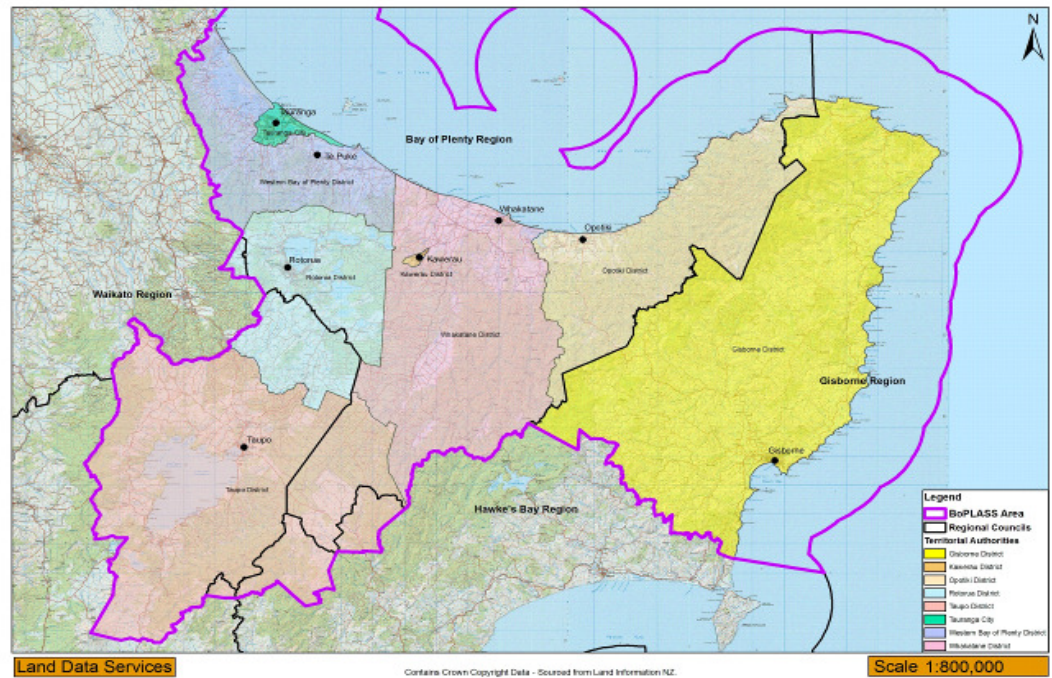 N
Tauranga
Tauranga City
Te Puke
Bay of Plenty Region
Western Bay of Plenty District
Whakatane
Opotiki
Rotorua
Rotorua District
Kawerau
Kawerau District
Opotiki District
Waikato Region
Whakatane District
Gisborne District
Gisborne Region
Taupo
Taupo District
Gisborne
Hawke's Bay Region
Legend
BoPLASS Area
Regional Councils
Territorial Authorities
Gisborne District
Kawerau District
Opotiki District
Rotorua District
Taupo District
Tauranga City
Western Bay of Plenty District
Whakatane District
Land Data Services
Contains Crown Copyright Data - Sourced from Land Information NZ.
Scale 1:800,000